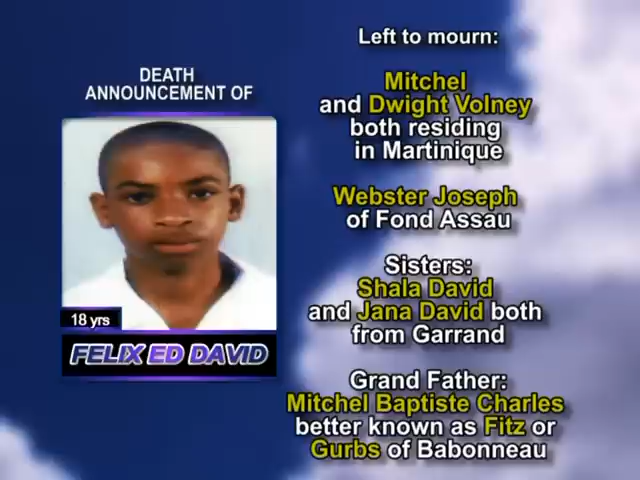 DEATH
ANNOUNCEMENT OF
18 yrs
FELIX ED DAVID
Left to mourn:
Mitchel
and Dwight Volney
both residing
in Martinique
Webster Joseph
of Fond Assau
Sisters:
Shala David
and Jana David both
from Garrand
Grand Father:
Mitchel Baptiste Charles
better known as Fitz or
Gurbs of Babonneau